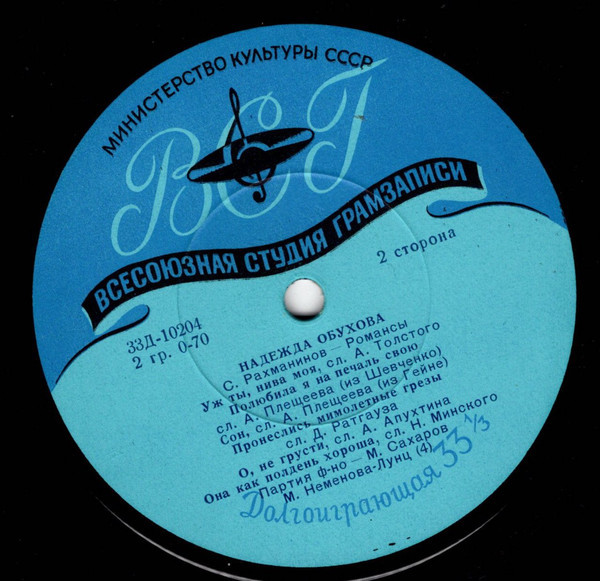 МИНИСТЕРСТВО КУЛЬТУРЫ СССР
ВСГ
ВСЕСОЮЗНАЯ СТУДИЯ ГРАМЗАПИСИ
2 сторона
33Д-10204
2 гр. 0-70
НАДЕЖДА ОБУХОВА
С. Рахманинов — Романсы
Уж ты, нива моя, сл. А. Толстого
Полюбила я на печаль свою
сл. А. Плещеева (из Шевченко)
Сон, сл. А. Плещеева (из Гейне)
Пронеслись мимолетные грезы
сл. Д. Ратгауза
О, не грусти, сл. А. Апухтина
Она как полдень хороша, сл. Н. Минского
Партия ф-но — М. Сахаров
М. Неменова-Лунц (4)
Долгоиграющая 33 1/3